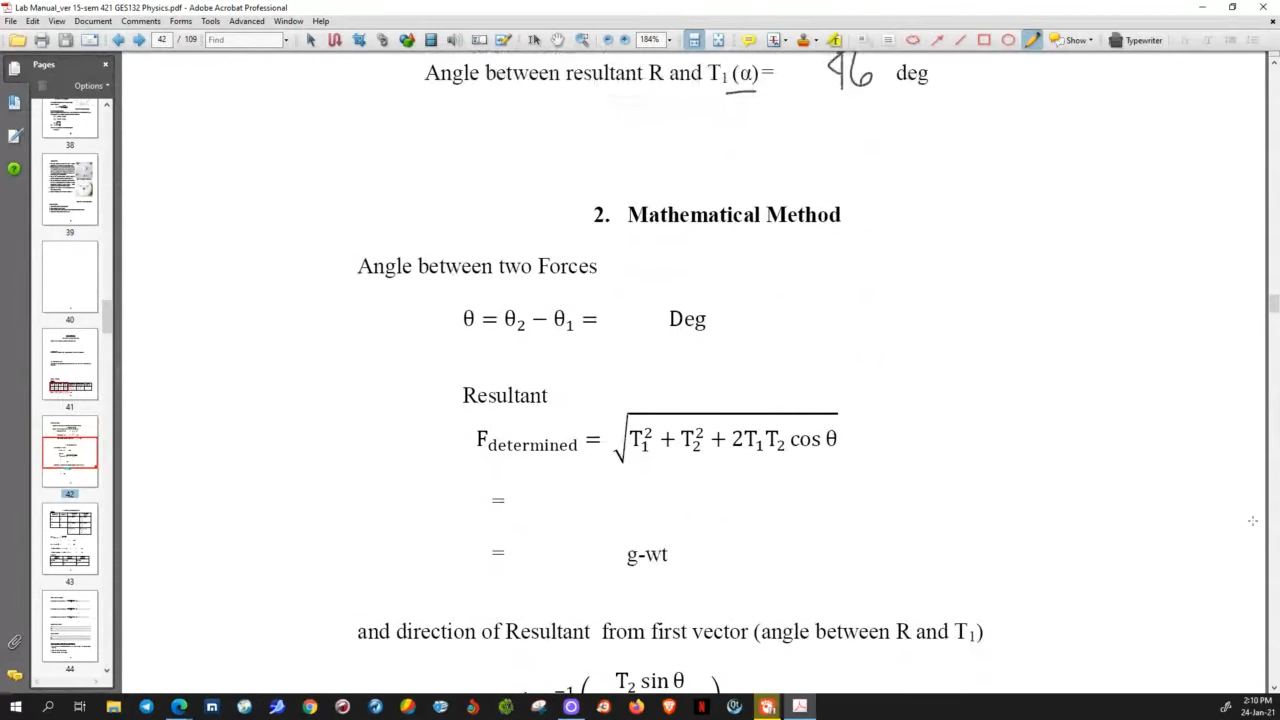 Lab Manual_ver 15-sem 421 GES132 Physics.pdf - Adobe Acrobat Professional
File Edit View Document Comments Forms Tools Advanced Window Help
42 / 109 Find 184% Show Typewriter
Pages
Options
38
39
40
41
42
43
44
Angle between resultant R and T₁ (α)= 46 deg
2. Mathematical Method
Angle between two Forces
θ = θ₂ − θ₁ = Deg
Resultant
F_determined = √(T₁² + T₂² + 2T₁T₂ cos θ)
=
= g-wt
and direction of Resultant from first vector (angle between R and T₁)
T₂ sin θ
2:10 PM
24-Jan-21